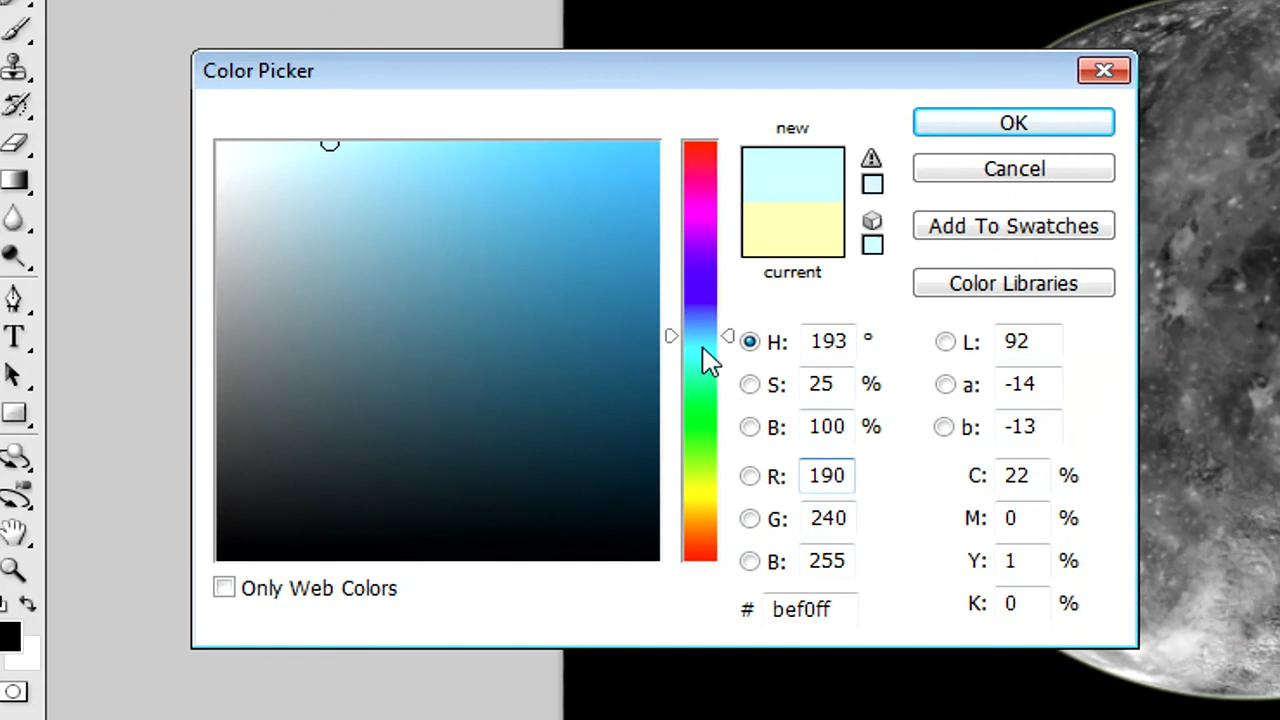 Color Picker
new
current
OK
Cancel
Add To Swatches
Color Libraries
H: 193 °
S: 25 %
B: 100 %
R: 190
G: 240
B: 255
# bef0ff
L: 92
a: -14
b: -13
C: 22 %
M: 0 %
Y: 1 %
K: 0 %
Only Web Colors
T